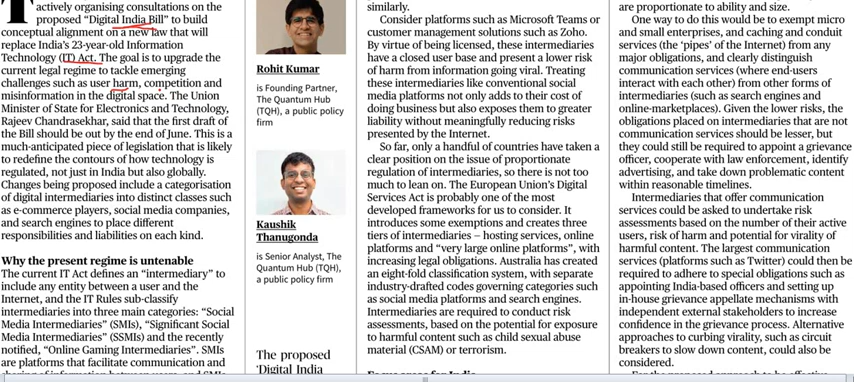 actively organising consultations on the
proposed "Digital India Bill" to build
conceptual alignment on a new law that will
replace India's 23-year-old Information
Technology (IT) Act. The goal is to upgrade the
current legal regime to tackle emerging
challenges such as user harm, competition and
misinformation in the digital space. The Union
Minister of State for Electronics and Technology,
Rajeev Chandrasekhar, said that the first draft of
the Bill should be out by the end of June. This is a
much-anticipated piece of legislation that is likely
to redefine the contours of how technology is
regulated, not just in India but also globally.
Changes being proposed include a categorisation
of digital intermediaries into distinct classes such
as e-commerce players, social media companies,
and search engines to place different
responsibilities and liabilities on each kind.
Why the present regime is untenable
The current IT Act defines an "intermediary" to
include any entity between a user and the
Internet, and the IT Rules sub-classify
intermediaries into three main categories: "Social
Media Intermediaries" (SMIs), "Significant Social
Media Intermediaries" (SSMIs) and the recently
notified, "Online Gaming Intermediaries". SMIs
are platforms that facilitate communication and
Rohit Kumar
is Founding Partner,
The Quantum Hub
(TQH), a public policy
firm
Kaushik
Thanugonda
is Senior Analyst, The
Quantum Hub (TQH),
a public policy firm
The proposed
'Digital India
similarly.
Consider platforms such as Microsoft Teams or
customer management solutions such as Zoho.
By virtue of being licensed, these intermediaries
have a closed user base and present a lower risk
of harm from information going viral. Treating
these intermediaries like conventional social
media platforms not only adds to their cost of
doing business but also exposes them to greater
liability without meaningfully reducing risks
presented by the Internet.
So far, only a handful of countries have taken a
clear position on the issue of proportionate
regulation of intermediaries, so there is not too
much to lean on. The European Union's Digital
Services Act is probably one of the most
developed frameworks for us to consider. It
introduces some exemptions and creates three
tiers of intermediaries — hosting services, online
platforms and "very large online platforms", with
increasing legal obligations. Australia has created
an eight-fold classification system, with separate
industry-drafted codes governing categories such
as social media platforms and search engines.
Intermediaries are required to conduct risk
assessments, based on the potential for exposure
to harmful content such as child sexual abuse
material (CSAM) or terrorism.
are proportionate to ability and size.
One way to do this would be to exempt micro
and small enterprises, and caching and conduit
services (the 'pipes' of the Internet) from any
major obligations, and clearly distinguish
communication services (where end-users
interact with each other) from other forms of
intermediaries (such as search engines and
online-marketplaces). Given the lower risks, the
obligations placed on intermediaries that are not
communication services should be lesser, but
they could still be required to appoint a grievance
officer, cooperate with law enforcement, identify
advertising, and take down problematic content
within reasonable timelines.
Intermediaries that offer communication
services could be asked to undertake risk
assessments based on the number of their active
users, risk of harm and potential for virality of
harmful content. The largest communication
services (platforms such as Twitter) could then be
required to adhere to special obligations such as
appointing India-based officers and setting up
in-house grievance appellate mechanisms with
independent external stakeholders to increase
confidence in the grievance process. Alternative
approaches to curbing virality, such as circuit
breakers to slow down content, could also be
considered.